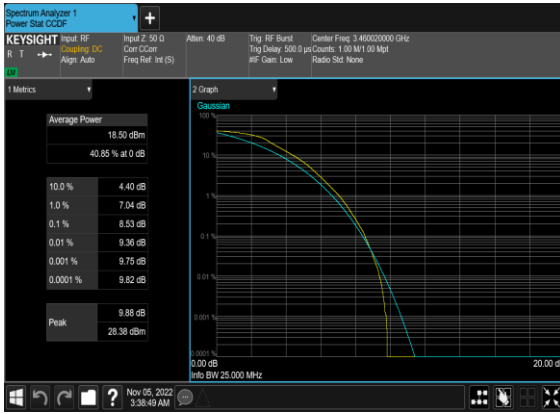 Spectrum Analyzer 1
Power Stat CCDF
+
KEYSIGHT
R T
LW
Input: RF
Coupling: DC
Align: Auto
Input Z: 50 Ω
Corr CCorr
Freq Ref: Int (S)
Atten: 40 dB
Trig: RF Burst
Trig Delay: 500.0 µs
#IF Gain: Low
Center Freq: 3.460020000 GHz
Counts: 1.00 M/1.00 Mpt
Radio Std: None
1 Metrics
Average Power
18.50 dBm
40.85 % at 0 dB
10.0 % 4.40 dB
1.0 % 7.04 dB
0.1 % 8.53 dB
0.01 % 9.36 dB
0.001 % 9.75 dB
0.0001 % 9.82 dB
Peak
9.88 dB
28.38 dBm
2 Graph
Gaussian
100 %
10 %
1 %
0.1 %
0.01 %
0.001 %
0.0001 %
0.00 dB
20.00 d
Info BW 25.000 MHz
?
Nov 05, 2022
3:38:49 AM